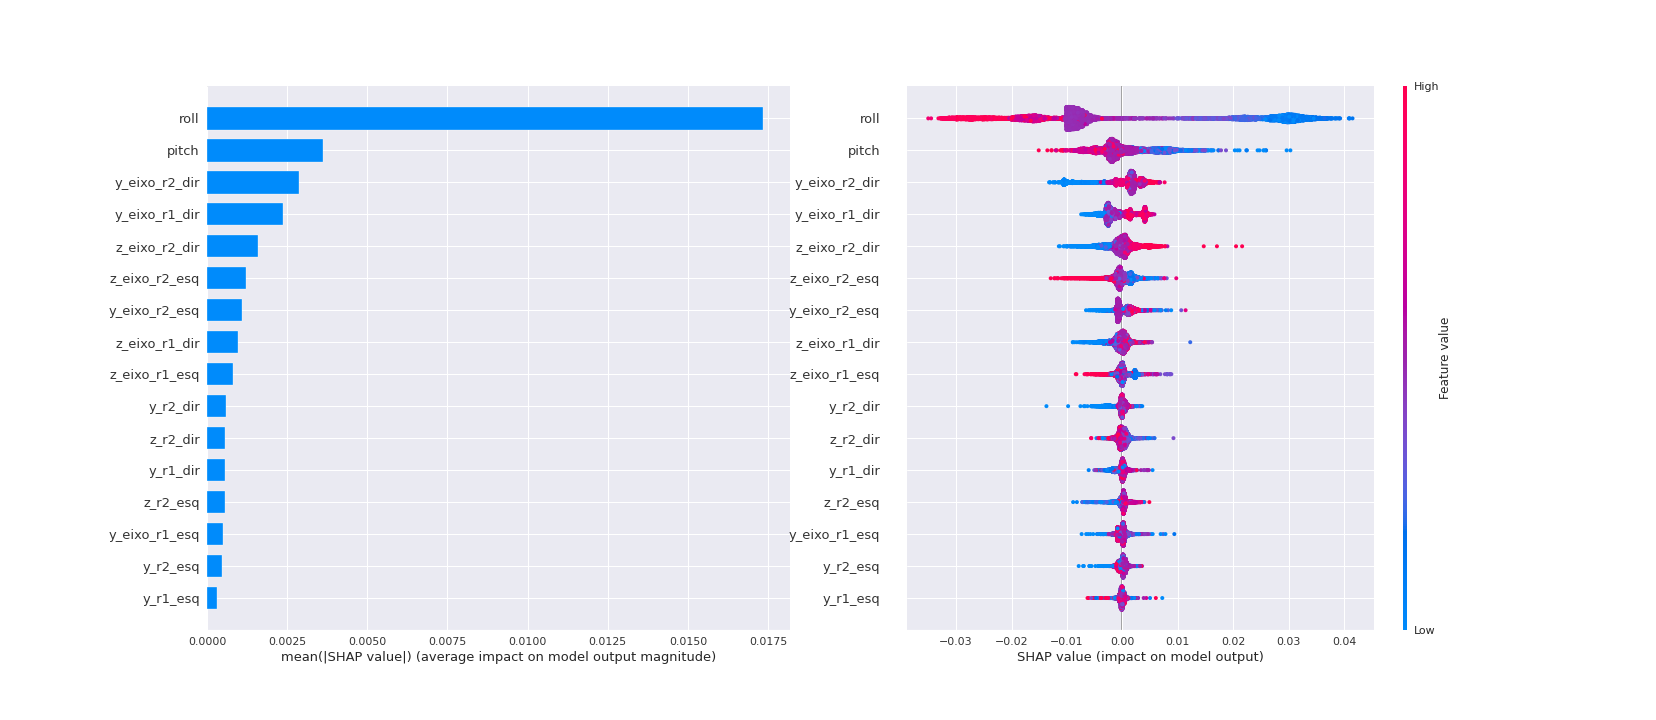 roll
pitch
y_eixo_r2_dir
y_eixo_r1_dir
z_eixo_r2_dir
z_eixo_r2_esq
y_eixo_r2_esq
z_eixo_r1_dir
z_eixo_r1_esq
y_r2_dir
z_r2_dir
y_r1_dir
z_r2_esq
y_eixo_r1_esq
y_r2_esq
y_r1_esq
0.0000 0.0025 0.0050 0.0075 0.0100 0.0125 0.0150 0.0175
mean(|SHAP value|) (average impact on model output magnitude)
roll
pitch
y_eixo_r2_dir
y_eixo_r1_dir
z_eixo_r2_dir
z_eixo_r2_esq
y_eixo_r2_esq
z_eixo_r1_dir
z_eixo_r1_esq
y_r2_dir
z_r2_dir
y_r1_dir
z_r2_esq
y_eixo_r1_esq
y_r2_esq
y_r1_esq
−0.03 −0.02 −0.01 0.00 0.01 0.02 0.03 0.04
SHAP value (impact on model output)
High
Feature value
Low